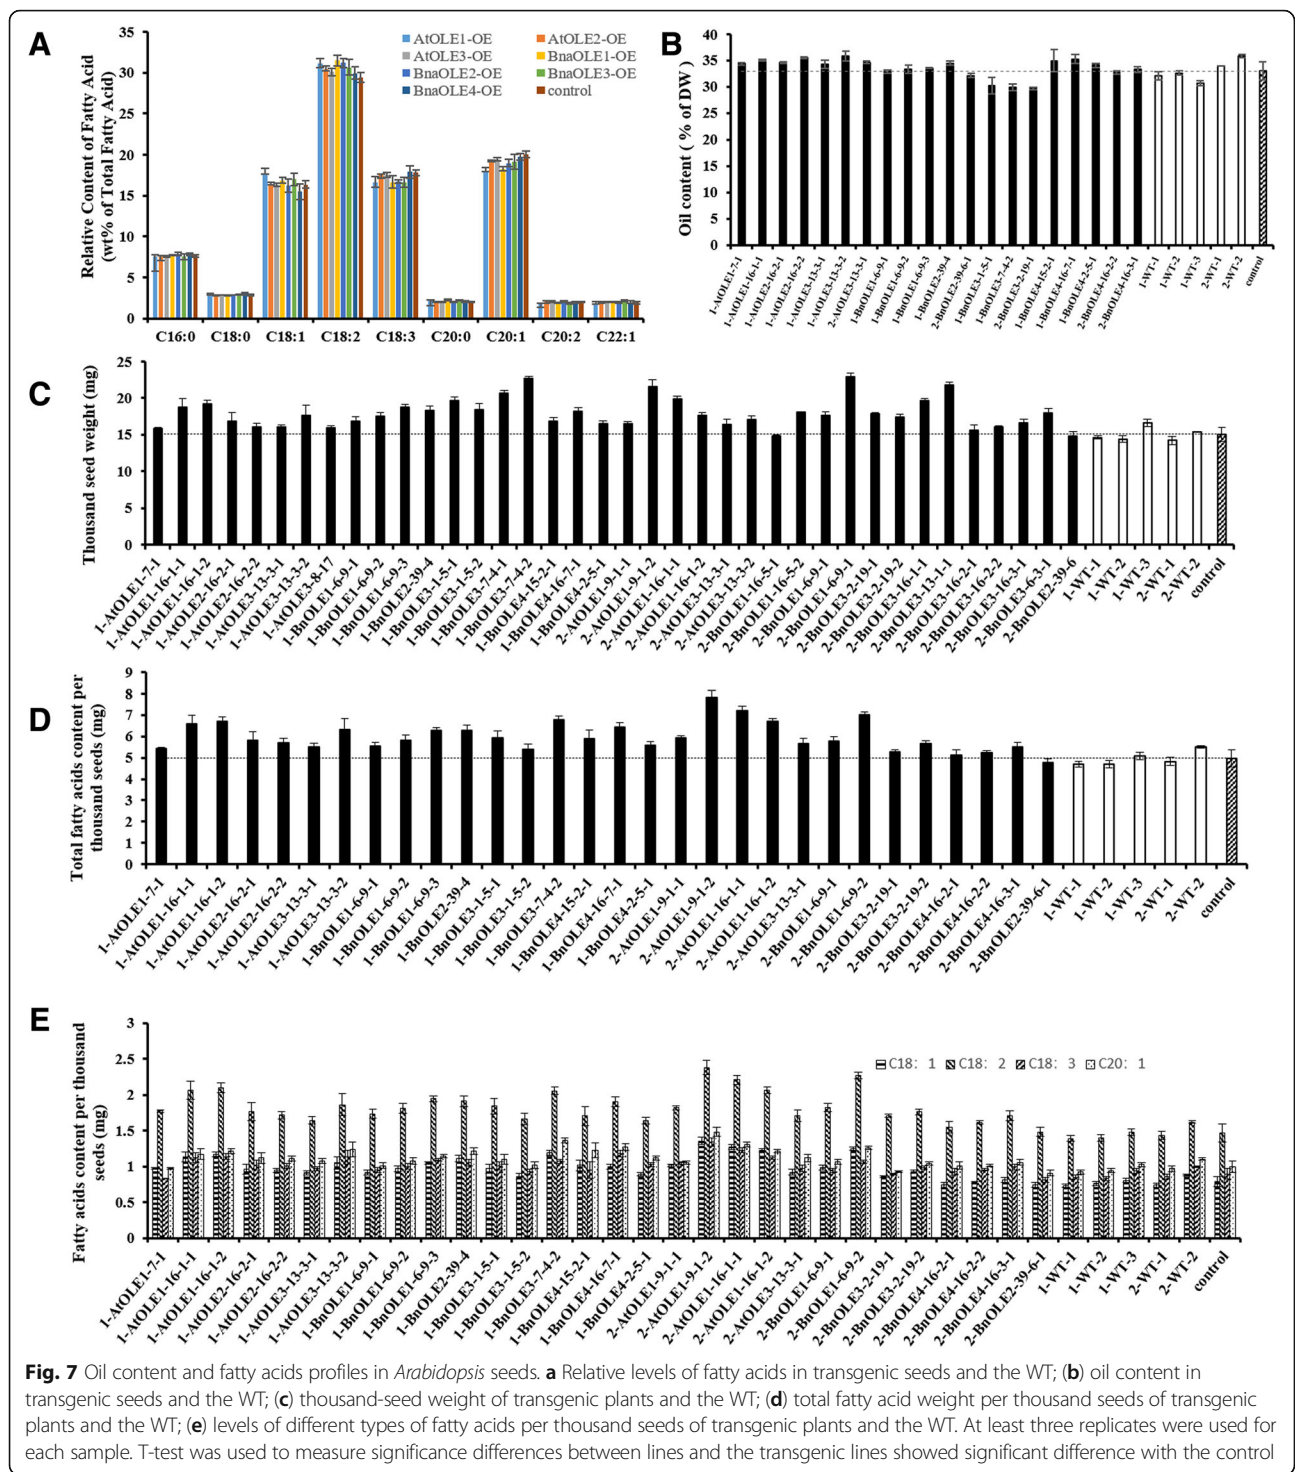 A
35
30
25
20
15
10
5
0
Relative Content of Fatty Acid
(wt% of Total Fatty Acid)
AtOLE1-OE
AtOLE2-OE
AtOLE3-OE
BnaOLE1-OE
BnaOLE2-OE
BnaOLE3-OE
BnaOLE4-OE
control
C16:0 C18:0 C18:1 C18:2 C18:3 C20:0 C20:1 C20:2 C22:1
B
40
35
30
25
20
15
10
5
0
Oil content ( % of DW )
1-AtOLE1-7-1
1-AtOLE1-16-1-1
1-AtOLE2-16-2-1
1-AtOLE2-16-2-2
1-AtOLE3-13-3-1
1-AtOLE3-13-3-2
2-AtOLE3-13-3-1
1-BnOLE1-6-9-1
1-BnOLE1-6-9-2
1-BnOLE1-6-9-3
1-BnOLE2-39-4
2-BnOLE2-39-6-1
1-BnOLE3-1-5-1
1-BnOLE3-7-4-2
2-BnOLE3-2-19-1
1-BnOLE4-15-2-1
1-BnOLE4-16-7-1
1-BnOLE4-2-5-1
2-BnOLE4-16-2-2
2-BnOLE4-16-3-1
1-WT-1
1-WT-2
1-WT-3
2-WT-1
2-WT-2
control
C
25
20
15
10
5
0
Thousand seed weight (mg)
1-AtOLE1-7-1
1-AtOLE1-16-1-1
1-AtOLE1-16-1-2
1-AtOLE2-16-2-1
1-AtOLE2-16-2-2
1-AtOLE3-13-3-1
1-AtOLE3-13-3-2
1-AtOLE3-8-17
1-BnOLE1-6-9-1
1-BnOLE1-6-9-2
1-BnOLE1-6-9-3
1-BnOLE2-39-4
1-BnOLE3-1-5-1
1-BnOLE3-1-5-2
1-BnOLE3-7-4-1
1-BnOLE3-7-4-2
1-BnOLE4-15-2-1
1-BnOLE4-16-7-1
1-BnOLE4-2-5-1
2-AtOLE1-9-1-1
2-AtOLE1-9-1-2
2-AtOLE1-16-1-1
2-AtOLE1-16-1-2
2-AtOLE3-13-3-1
2-AtOLE3-13-3-2
2-BnOLE1-16-5-1
2-BnOLE1-16-5-2
2-BnOLE1-6-9-1
2-BnOLE1-6-9-1
2-BnOLE3-2-19-1
2-BnOLE3-2-19-2
2-BnOLE3-16-1-1
2-BnOLE3-13-1-1
2-BnOLE3-16-2-1
2-BnOLE3-16-2-2
2-BnOLE3-16-3-1
2-BnOLE3-6-3-1
2-BnOLE2-39-6
1-WT-1
1-WT-2
1-WT-3
2-WT-1
2-WT-2
control
D
9
8
7
6
5
4
3
2
1
0
Total fatty acids content per
thousand seeds (mg)
1-AtOLE1-7-1
1-AtOLE1-16-1-1
1-AtOLE1-16-1-2
1-AtOLE2-16-2-1
1-AtOLE2-16-2-2
1-AtOLE3-13-3-1
1-AtOLE3-13-3-2
1-BnOLE1-6-9-1
1-BnOLE1-6-9-2
1-BnOLE1-6-9-3
1-BnOLE2-39-4
1-BnOLE3-1-5-1
1-BnOLE3-1-5-2
1-BnOLE3-7-4-2
1-BnOLE4-15-2-1
1-BnOLE4-16-7-1
1-BnOLE4-2-5-1
2-AtOLE1-9-1-1
2-AtOLE1-9-1-2
2-AtOLE1-16-1-1
2-AtOLE1-16-1-2
2-AtOLE3-13-3-1
2-BnOLE1-6-9-1
2-BnOLE1-6-9-2
2-BnOLE3-2-19-1
2-BnOLE3-2-19-2
2-BnOLE4-16-2-1
2-BnOLE4-16-2-2
2-BnOLE4-16-3-1
2-BnOLE2-39-6-1
1-WT-1
1-WT-2
1-WT-3
2-WT-1
2-WT-2
control
E
3
2.5
2
1.5
1
0.5
0
Fatty acids content per thousand
seeds (mg)
C18: 1 C18: 2 C18: 3 C20: 1
1-AtOLE1-7-1
1-AtOLE1-16-1-1
1-AtOLE1-16-1-2
1-AtOLE2-16-2-1
1-AtOLE2-16-2-2
1-AtOLE3-13-3-1
1-AtOLE3-13-3-2
1-BnOLE1-6-9-1
1-BnOLE1-6-9-2
1-BnOLE1-6-9-3
1-BnOLE2-39-4
1-BnOLE3-1-5-1
1-BnOLE3-1-5-2
1-BnOLE3-7-4-2
1-BnOLE4-15-2-1
1-BnOLE4-16-7-1
1-BnOLE4-2-5-1
2-AtOLE1-9-1-1
2-AtOLE1-9-1-2
2-AtOLE1-16-1-1
2-AtOLE1-16-1-2
2-AtOLE3-13-3-1
2-BnOLE1-6-9-1
2-BnOLE1-6-9-2
2-BnOLE3-2-19-1
2-BnOLE3-2-19-2
2-BnOLE4-16-2-1
2-BnOLE4-16-2-2
2-BnOLE4-16-3-1
2-BnOLE2-39-6-1
1-WT-1
1-WT-2
1-WT-3
2-WT-1
2-WT-2
control
Fig. 7 Oil content and fatty acids profiles in Arabidopsis seeds. a Relative levels of fatty acids in transgenic seeds and the WT; (b) oil content in
transgenic seeds and the WT; (c) thousand-seed weight of transgenic plants and the WT; (d) total fatty acid weight per thousand seeds of transgenic
plants and the WT; (e) levels of different types of fatty acids per thousand seeds of transgenic plants and the WT. At least three replicates were used for
each sample. T-test was used to measure significance differences between lines and the transgenic lines showed significant difference with the control